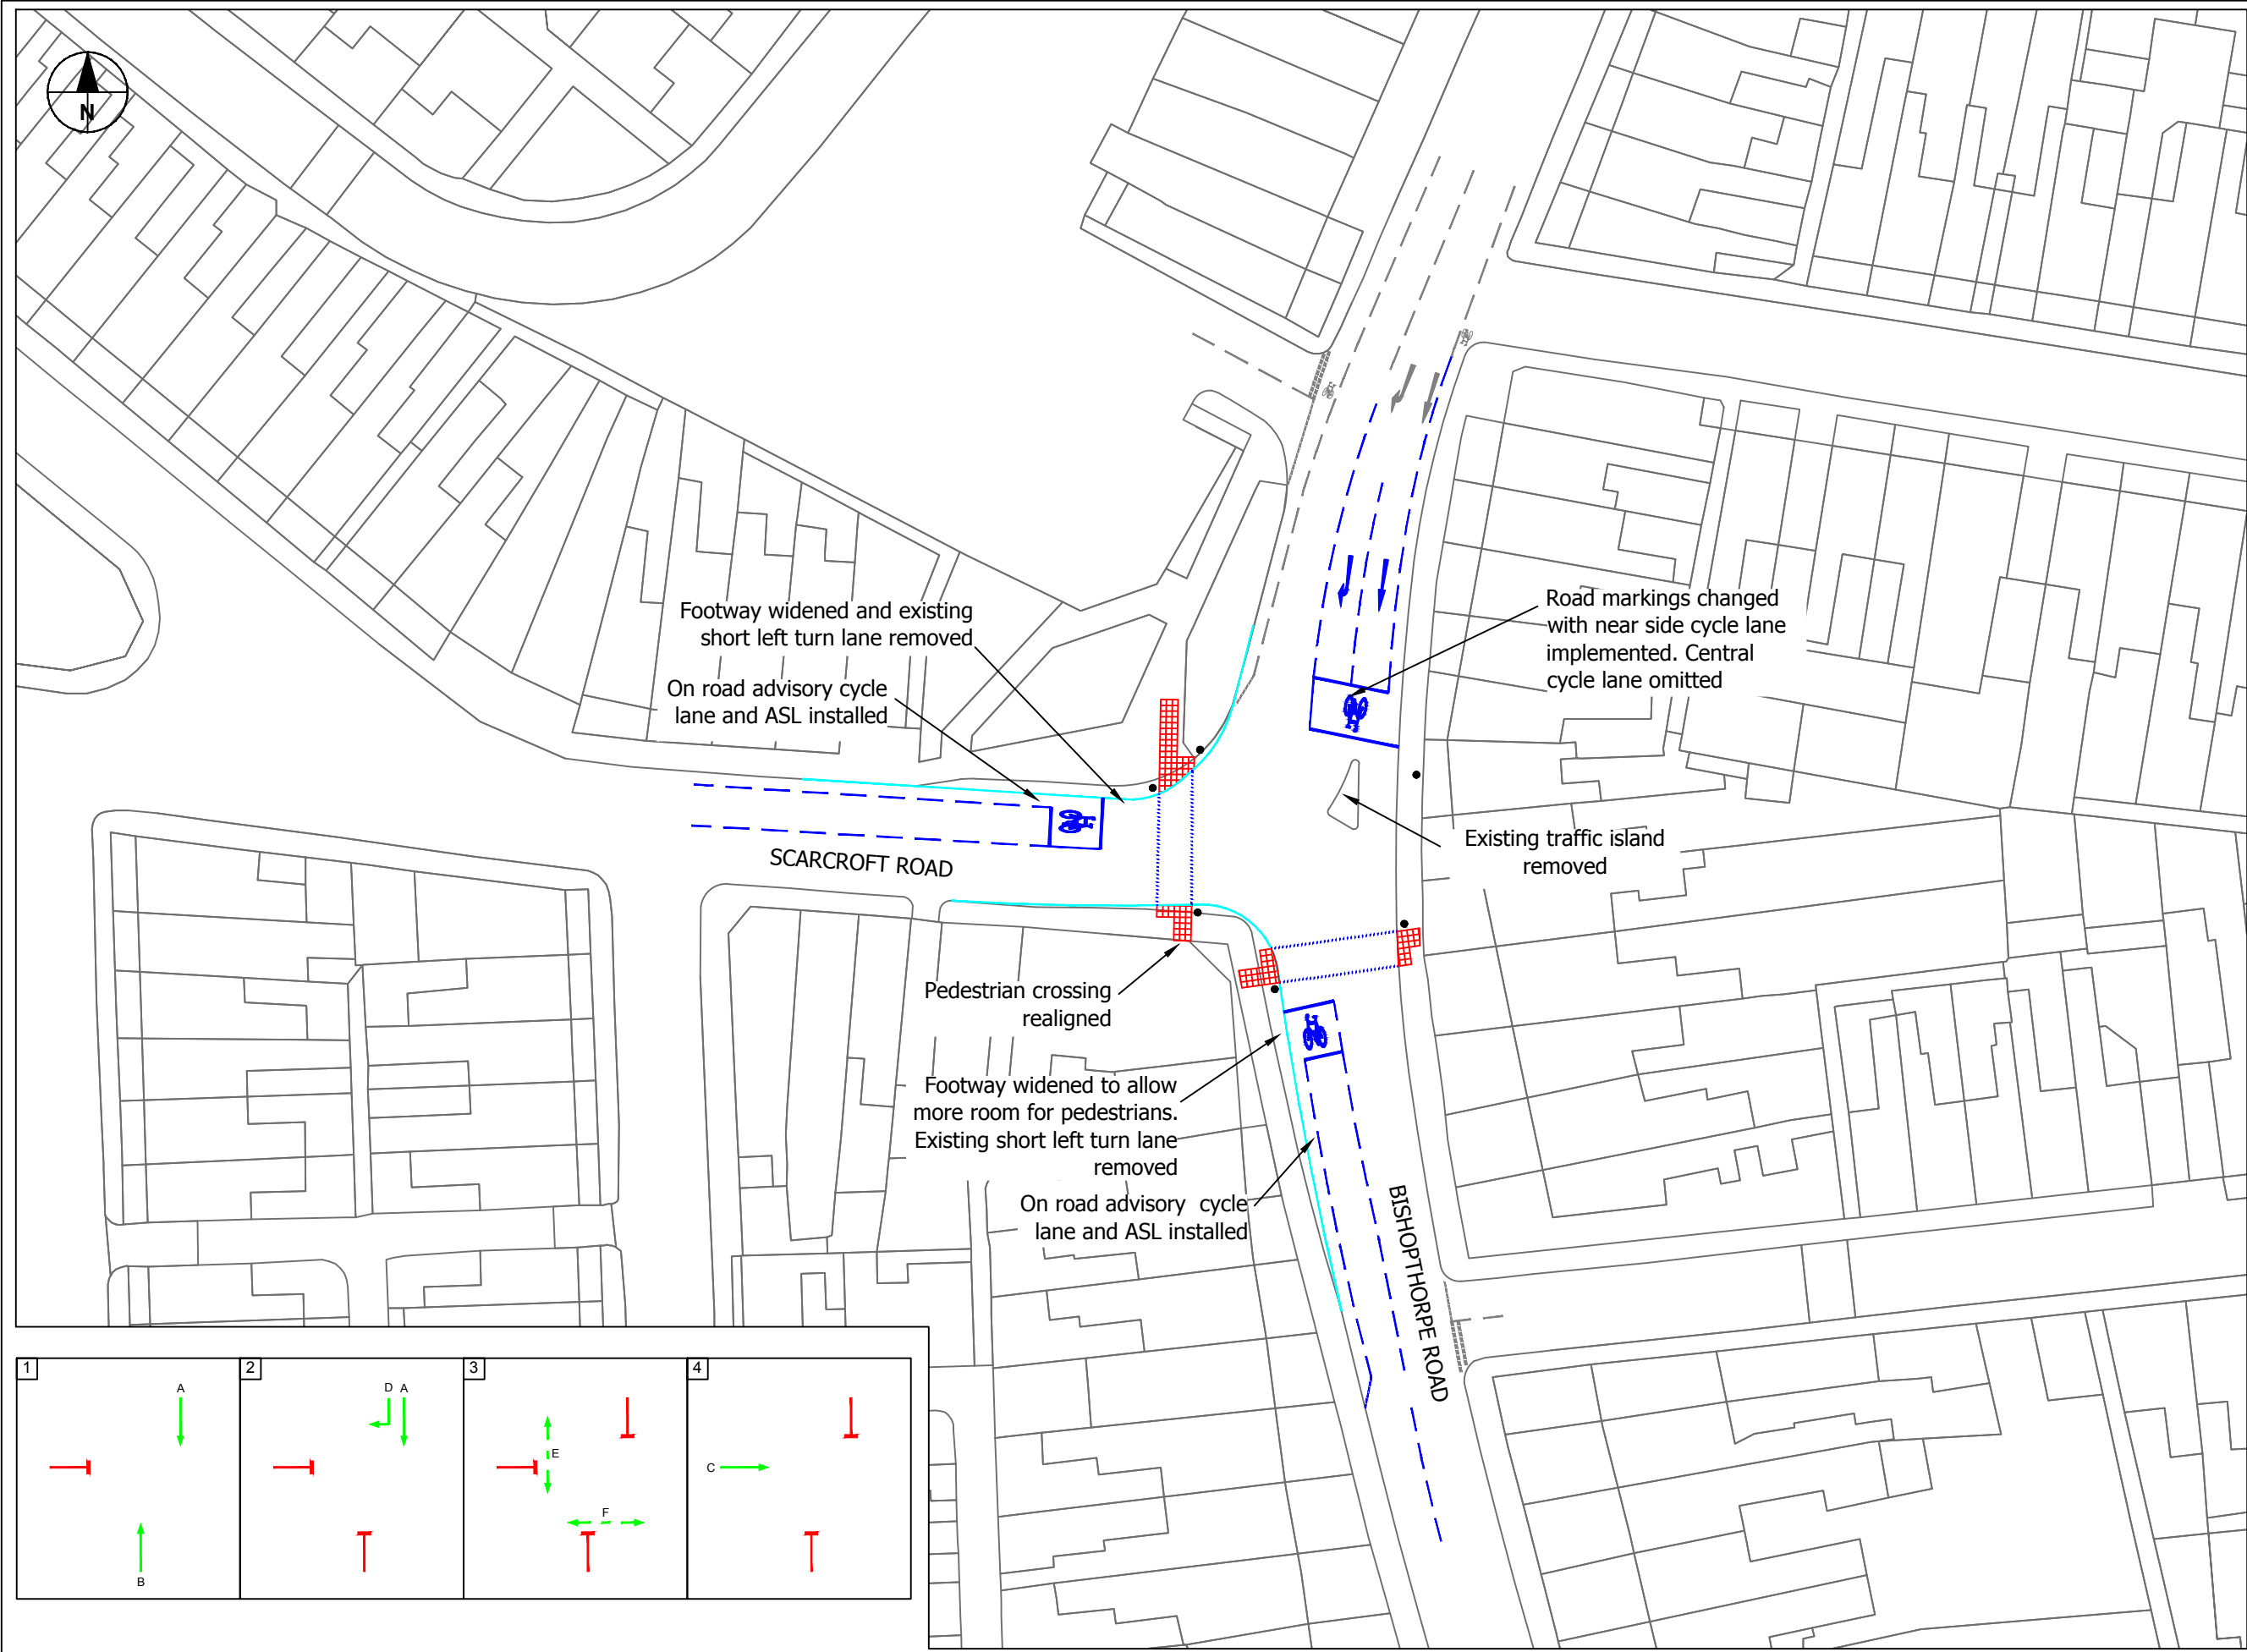 N
Footway widened and existing
short left turn lane removed
On road advisory cycle
lane and ASL installed
Road markings changed
with near side cycle lane
implemented. Central
cycle lane omitted
Existing traffic island
removed
SCARCROFT ROAD
Pedestrian crossing
realigned
Footway widened to allow
more room for pedestrians.
Existing short left turn lane
removed
On road advisory cycle
lane and ASL installed
BISHOPTHORPE ROAD
1
A
B
2
D A
3
E
F
4
C